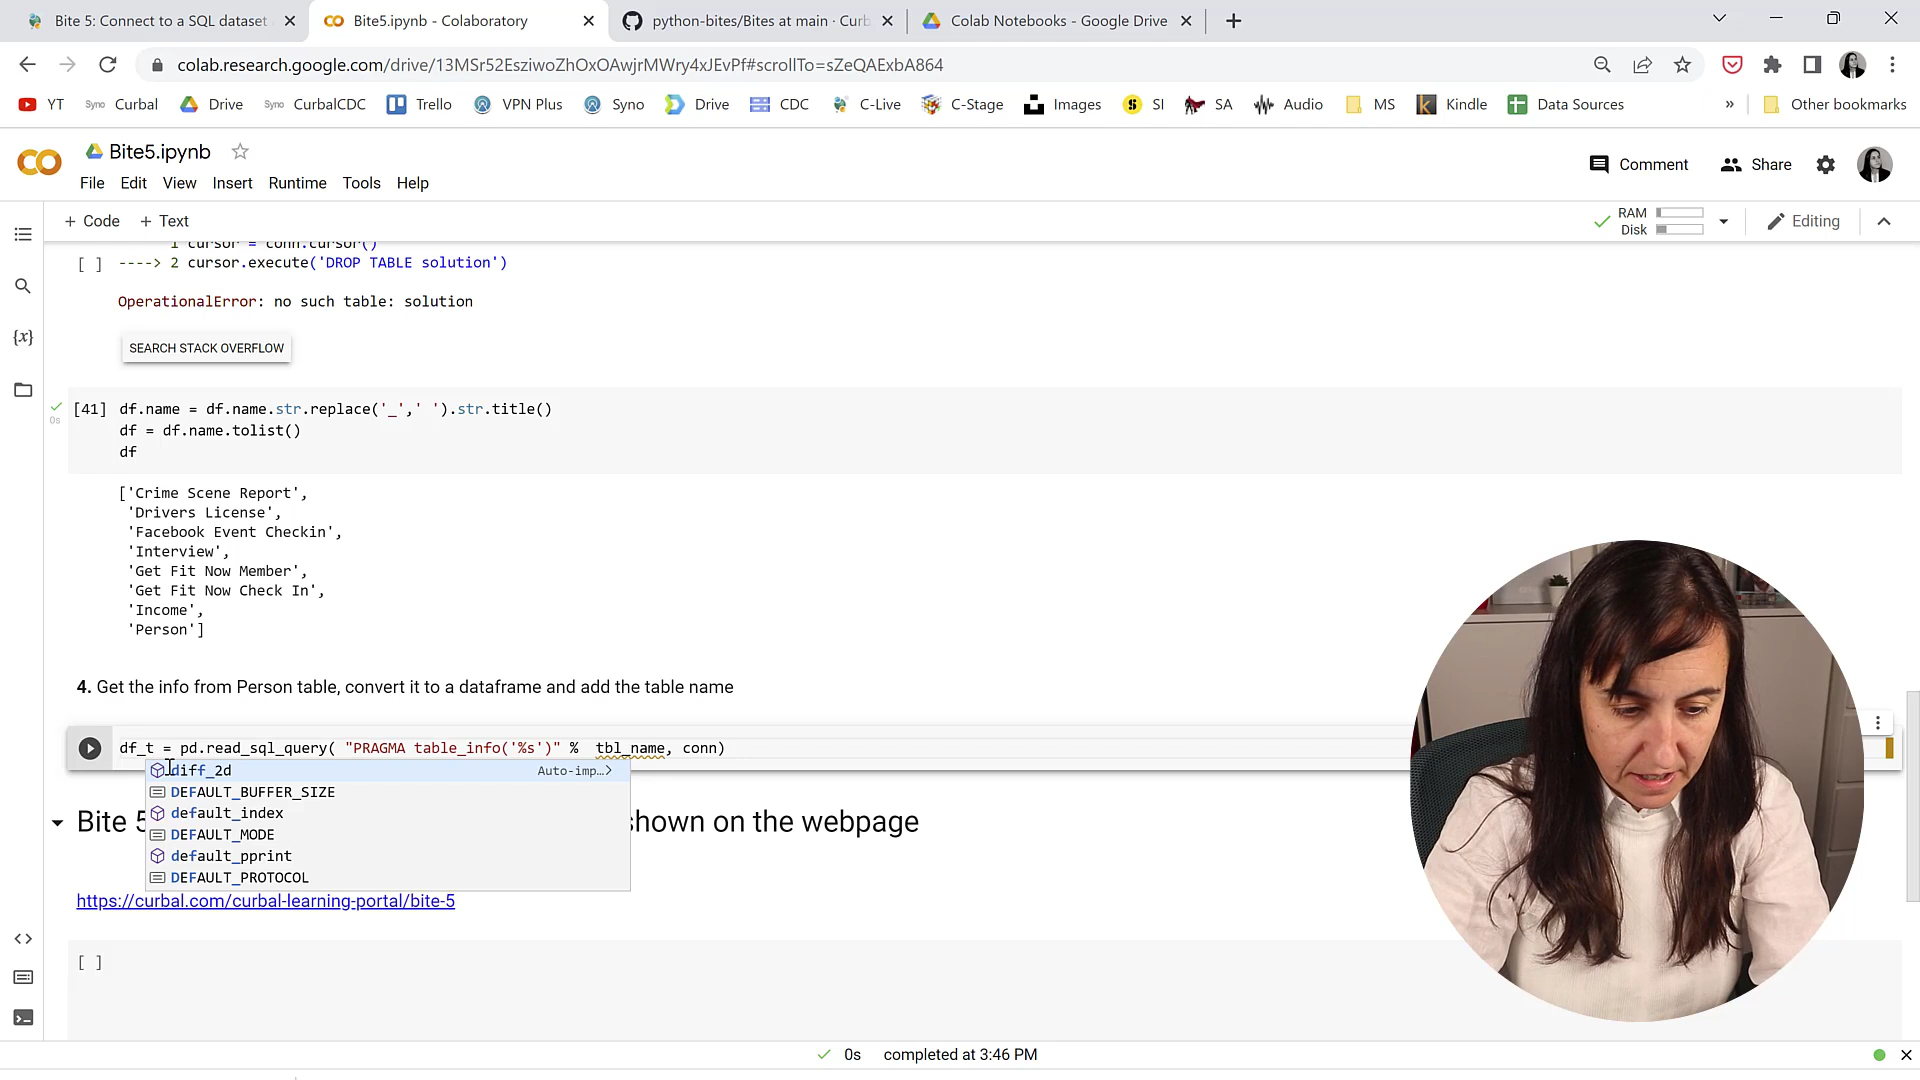 Bite 5: Connect to a SQL dataset
Bite5.ipynb - Colaboratory
python-bites/Bites at main · Curb
Colab Notebooks - Google Drive
colab.research.google.com/drive/13MSr52EsziwoZhOxOAwjrMWry4xJEvPf#scrollTo=sZeQAExbA864
YT
Syno Curbal
Drive
Syno CurbalCDC
Trello
VPN Plus
Syno
Drive
CDC
C-Live
C-Stage
Images
SI
SA
Audio
MS
Kindle
Data Sources
»
Other bookmarks
Bite5.ipynb
Comment
Share
File Edit View Insert Runtime Tools Help
+ Code + Text
RAM
Disk
Editing
1 cursor = conn.cursor()
[ ] ----> 2 cursor.execute('DROP TABLE solution')
OperationalError: no such table: solution
SEARCH STACK OVERFLOW
[41] df.name = df.name.str.replace('_',' ').str.title()
0s
df = df.name.tolist()
df
['Crime Scene Report',
'Drivers License',
'Facebook Event Checkin',
'Interview',
'Get Fit Now Member',
'Get Fit Now Check In',
'Income',
'Person']
4. Get the info from Person table, convert it to a dataframe and add the table name
df_t = pd.read_sql_query( "PRAGMA table_info('%s')" % tbl_name, conn)
diff_2d Auto-imp...
DEFAULT_BUFFER_SIZE
default_index
DEFAULT_MODE
default_pprint
DEFAULT_PROTOCOL
Bite 5 shown on the webpage
https://curbal.com/curbal-learning-portal/bite-5
[ ]
0s completed at 3:46 PM